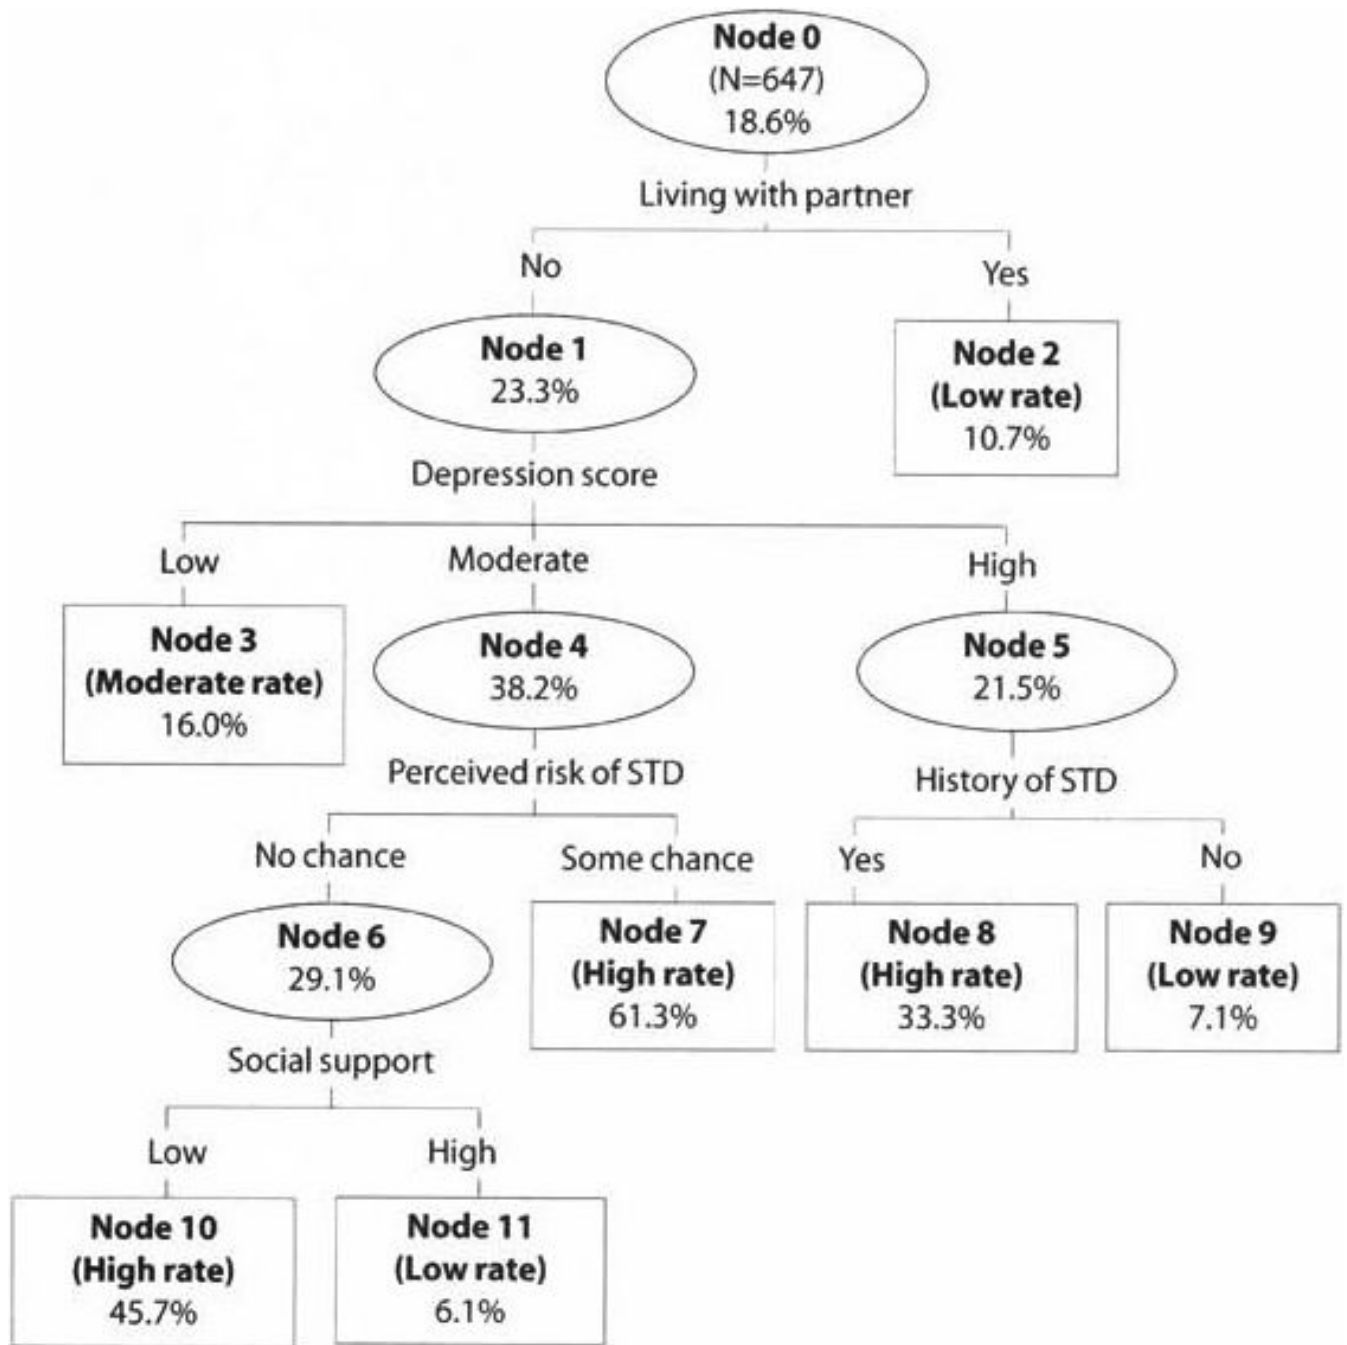 Node 0
(N=647)
18.6%
Living with partner
No
Yes
Node 1
23.3%
Node 2
(Low rate)
10.7%
Depression score
Low
Moderate
High
Node 3
(Moderate rate)
16.0%
Node 4
38.2%
Node 5
21.5%
Perceived risk of STD
History of STD
No chance
Some chance
Yes
No
Node 6
29.1%
Node 7
(High rate)
61.3%
Node 8
(High rate)
33.3%
Node 9
(Low rate)
7.1%
Social support
Low
High
Node 10
(High rate)
45.7%
Node 11
(Low rate)
6.1%